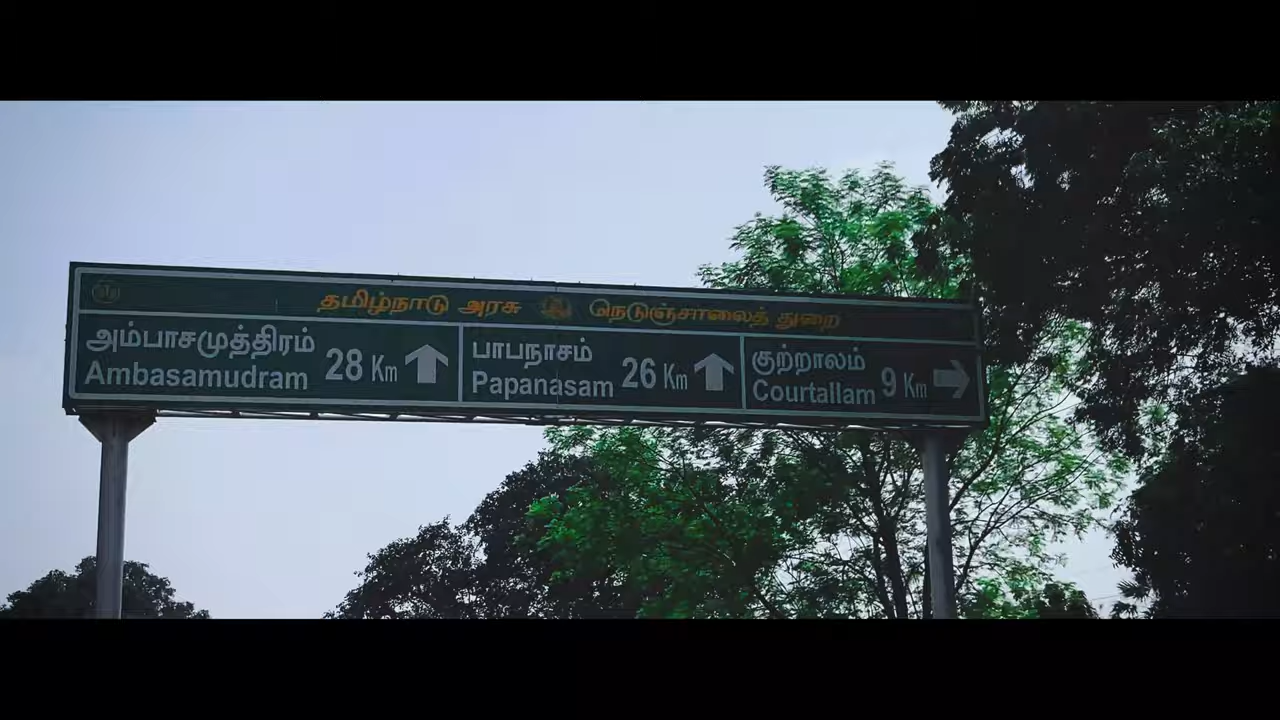 தமிழ்நாடு அரசு நெடுஞ்சாலைத் துறை
அம்பாசமுத்திரம்
Ambasamudram
28 Km
பாபநாசம்
Papanasam
26 Km
குற்றாலம்
Courtallam
9 Km